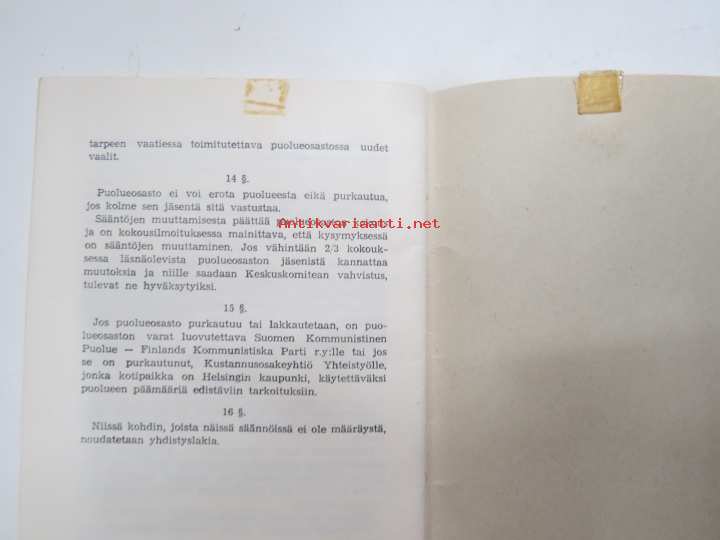 tarpeen vaatiessa toimitutettava puolueosastossa uudet
vaalit.
14 §.
Puolueosasto ei voi erota puolueesta eikä purkautua,
jos kolme sen jäsentä sitä vastustaa.
Sääntöjen muuttamisesta päättää
Antikvariaatti.net
ja on kokousilmoituksessa mainittava, että kysymyksessä
on sääntöjen muuttaminen. Jos vähintään 2/3 kokouk-
sessa läsnäolevista puolueosaston jäsenistä kannattaa
muutoksia ja niille saadaan Keskuskomitean vahvistus,
tulevat ne hyväksytyiksi.
15 §.
Jos puolueosasto purkautuu tai lakkautetaan, on puo-
lueosaston varat luovutettava Suomen Kommunistinen
Puolue — Finlands Kommunistiska Parti r.y:lle tai jos
se on purkautunut, Kustannusosakeyhtiö Yhteistyölle,
jonka kotipaikka on Helsingin kaupunki, käytettäväksi
puolueen päämääriä edistäviin tarkoituksiin.
16 §.
Niissä kohdin, joista näissä säännöissä ei ole määräystä,
noudatetaan yhdistyslakia.